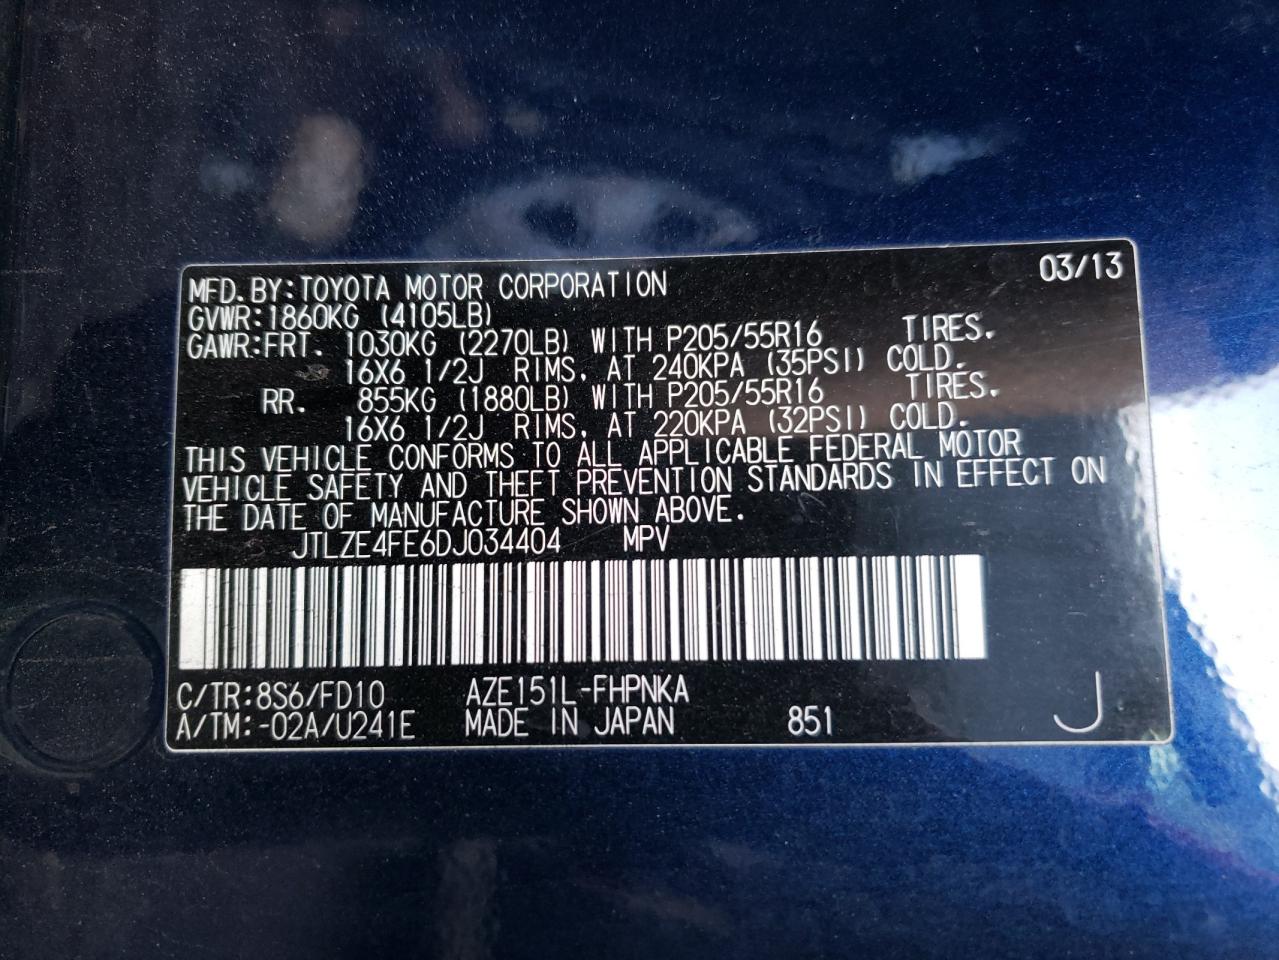 MFD. BY: TOYOTA MOTOR CORPORATION 03/13
GVWR: 1860KG (4105LB)
GAWR: FRT. 1030KG (2270LB) WITH P205/55R16 TIRES.
16X6 1/2J RIMS, AT 240KPA (35PSI) COLD.
RR. 855KG (1880LB) WITH P205/55R16 TIRES.
16X6 1/2J RIMS, AT 220KPA (32PSI) COLD.
THIS VEHICLE CONFORMS TO ALL APPLICABLE FEDERAL MOTOR
VEHICLE SAFETY AND THEFT PREVENTION STANDARDS IN EFFECT ON
THE DATE OF MANUFACTURE SHOWN ABOVE.
JTLZE4FE6DJ034404 MPV
C/TR: 8S6/FD10 AZE151L-FHPNKA
A/TM: -02A/U241E MADE IN JAPAN 851 J